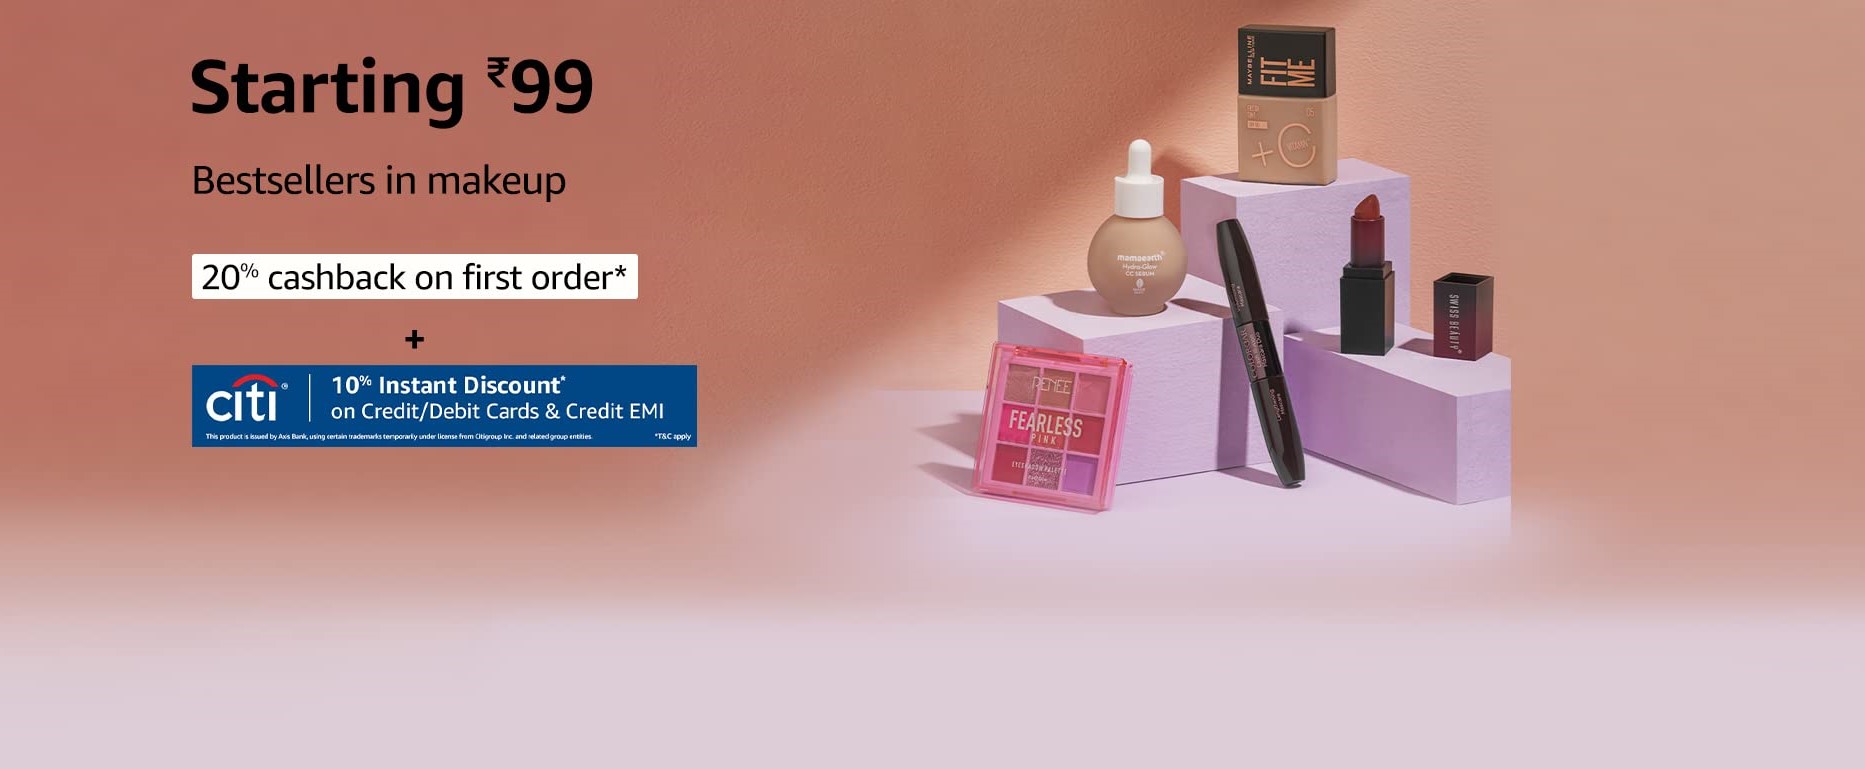 Starting ₹99
Bestsellers in makeup
20% cashback on first order*
+
citi®
10% Instant Discount*
on Credit/Debit Cards & Credit EMI
This product is issued by Axis Bank, using certain trademarks temporarily under license from Citigroup Inc. and related group entities.
*T&C apply
MAYBELLINE
FIT
ME
+C
VITAMIN
mamaearth
Hydra-Glow
CC SERUM
SWISS BEAUTY
RENEE
FEARLESS
PINK
EYESHADOW PALETTE